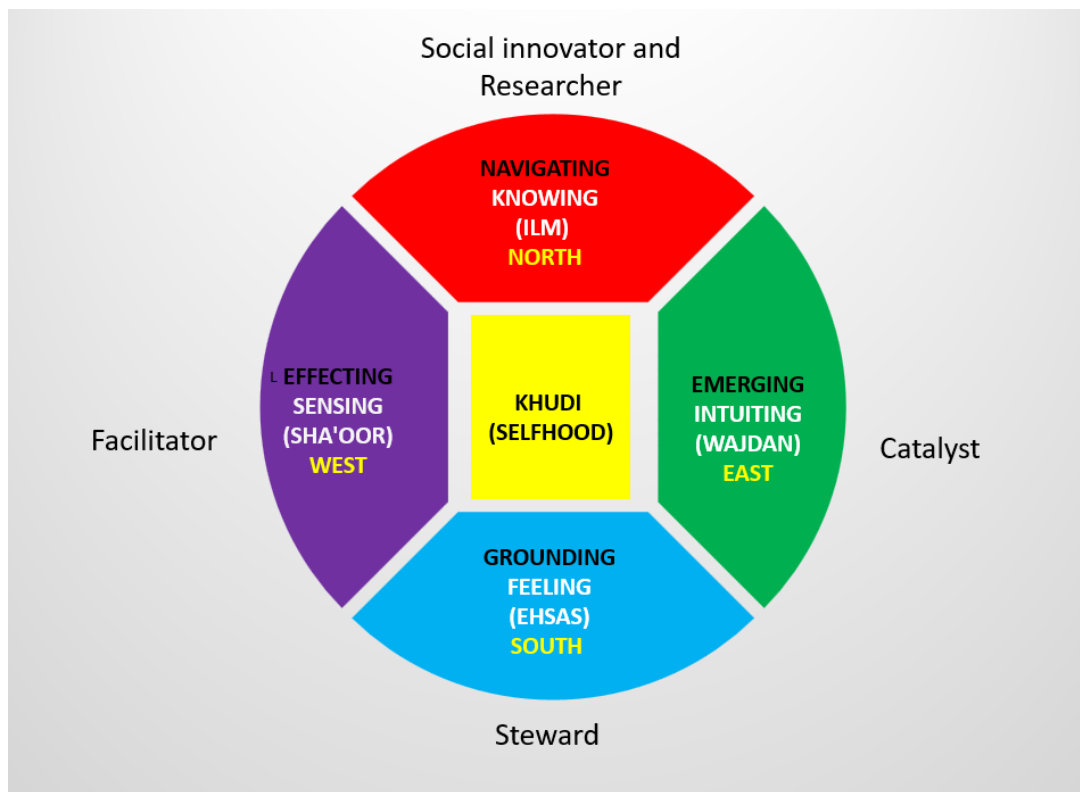 Social innovator and
Researcher
NAVIGATING
KNOWING
(ILM)
NORTH
L EFFECTING
SENSING
(SHA'OOR)
WEST
Facilitator
KHUDI
(SELFHOOD)
EMERGING
INTUITING
(WAJDAN)
EAST
Catalyst
GROUNDING
FEELING
(EHSAS)
SOUTH
Steward